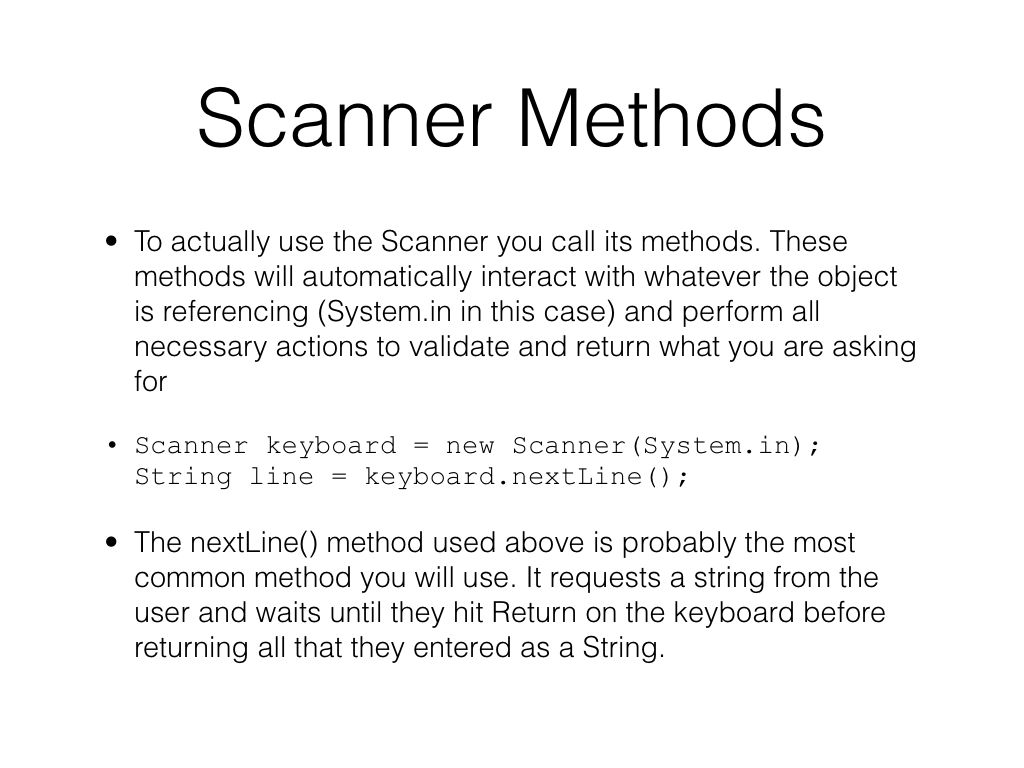 Scanner Methods
• To actually use the Scanner you call its methods. These
methods will automatically interact with whatever the object
is referencing (System.in in this case) and perform all
necessary actions to validate and return what you are asking
for
• Scanner keyboard = new Scanner(System.in);
String line = keyboard.nextLine();
• The nextLine() method used above is probably the most
common method you will use. It requests a string from the
user and waits until they hit Return on the keyboard before
returning all that they entered as a String.